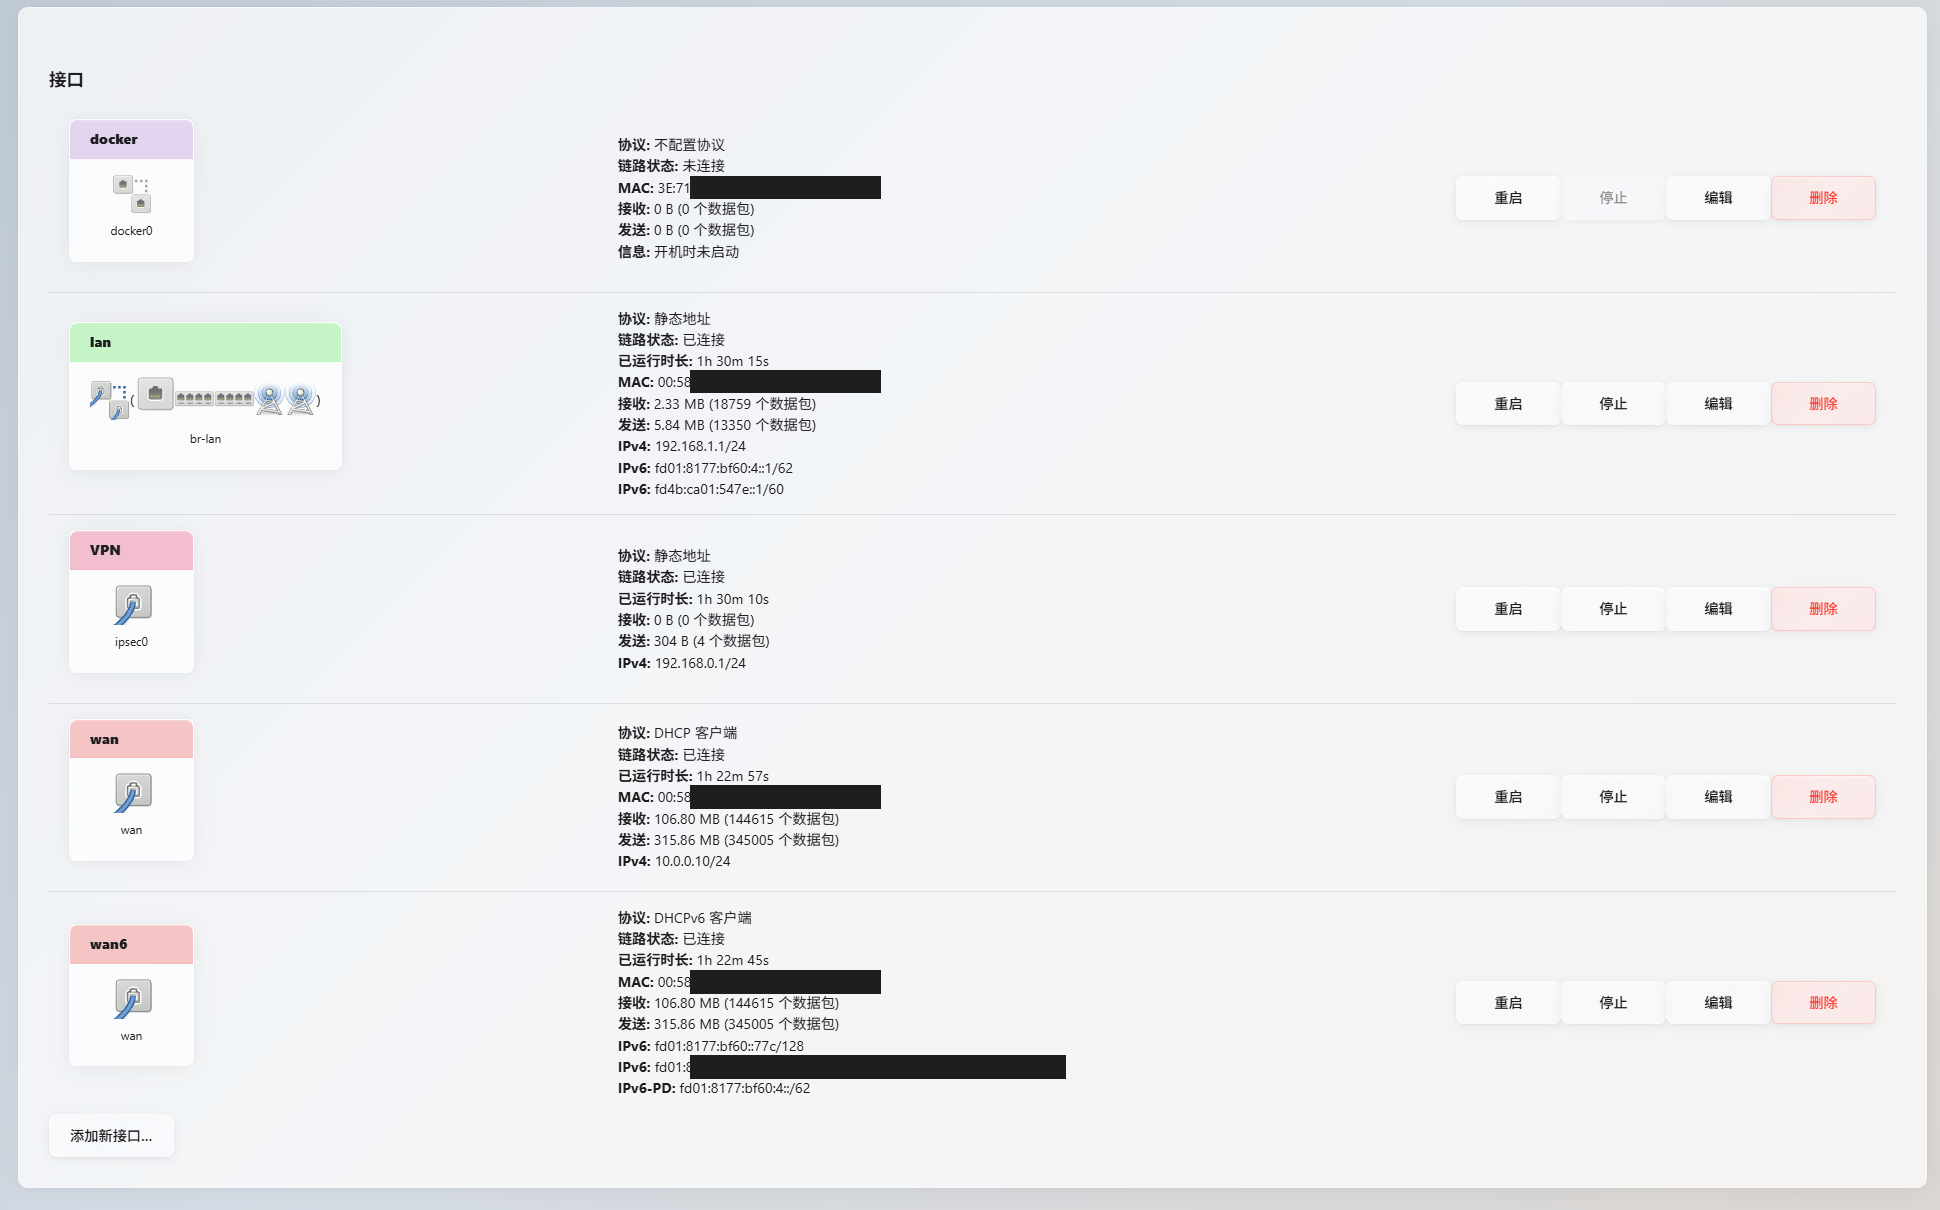 接口
docker
docker0
协议: 不配置协议
链路状态: 未连接
MAC: 3E:71
接收: 0 B (0 个数据包)
发送: 0 B (0 个数据包)
信息: 开机时未启动
重启 停止 编辑 删除
lan
( )
br-lan
协议: 静态地址
链路状态: 已连接
已运行时长: 1h 30m 15s
MAC: 00:58
接收: 2.33 MB (18759 个数据包)
发送: 5.84 MB (13350 个数据包)
IPv4: 192.168.1.1/24
IPv6: fd01:8177:bf60:4::1/62
IPv6: fd4b:ca01:547e::1/60
重启 停止 编辑 删除
VPN
ipsec0
协议: 静态地址
链路状态: 已连接
已运行时长: 1h 30m 10s
接收: 0 B (0 个数据包)
发送: 304 B (4 个数据包)
IPv4: 192.168.0.1/24
重启 停止 编辑 删除
wan
wan
协议: DHCP 客户端
链路状态: 已连接
已运行时长: 1h 22m 57s
MAC: 00:58
接收: 106.80 MB (144615 个数据包)
发送: 315.86 MB (345005 个数据包)
IPv4: 10.0.0.10/24
重启 停止 编辑 删除
wan6
wan
协议: DHCPv6 客户端
链路状态: 已连接
已运行时长: 1h 22m 45s
MAC: 00:58
接收: 106.80 MB (144615 个数据包)
发送: 315.86 MB (345005 个数据包)
IPv6: fd01:8177:bf60::77c/128
IPv6: fd01:
IPv6-PD: fd01:8177:bf60:4::/62
重启 停止 编辑 删除
添加新接口...